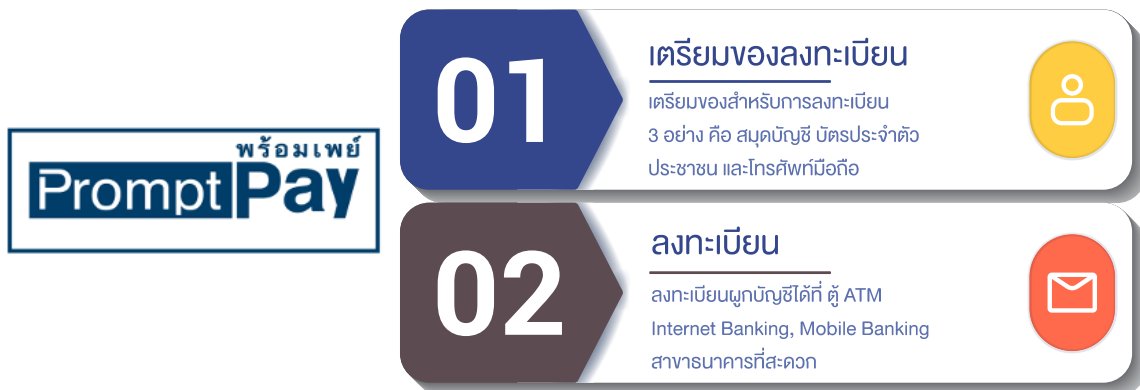 พร้อมเพย์
Prompt Pay
01
เตรียมของลงทะเบียน
เตรียมของสำหรับการลงทะเบียน
3 อย่าง คือ สมุดบัญชี บัตรประจำตัว
ประชาชน และโทรศัพท์มือถือ
02
ลงทะเบียน
ลงทะเบียนผูกบัญชีได้ที่ ตู้ ATM
Internet Banking, Mobile Banking
สาขาธนาคารที่สะดวก